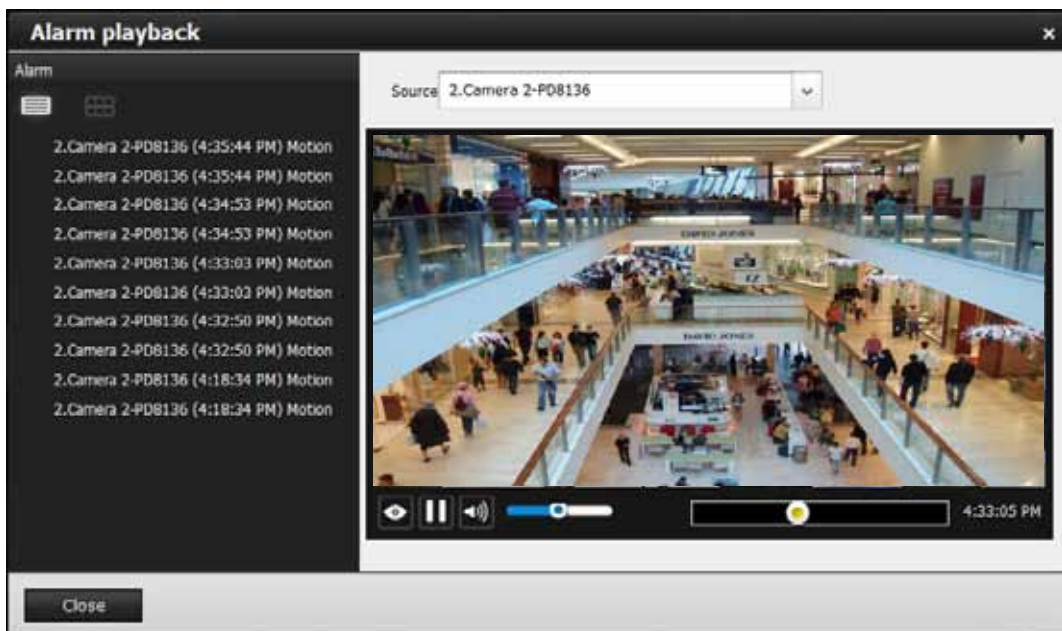 Alarm playback
Alarm
Source 2.Camera 2-PD8136
2.Camera 2-PD8136 (4:35:44 PM) Motion
2.Camera 2-PD8136 (4:35:44 PM) Motion
2.Camera 2-PD8136 (4:34:53 PM) Motion
2.Camera 2-PD8136 (4:34:53 PM) Motion
2.Camera 2-PD8136 (4:33:03 PM) Motion
2.Camera 2-PD8136 (4:33:03 PM) Motion
2.Camera 2-PD8136 (4:32:50 PM) Motion
2.Camera 2-PD8136 (4:32:50 PM) Motion
2.Camera 2-PD8136 (4:18:34 PM) Motion
2.Camera 2-PD8136 (4:18:34 PM) Motion
DAVID JONES
DAVID JONES
4:33:05 PM
Close